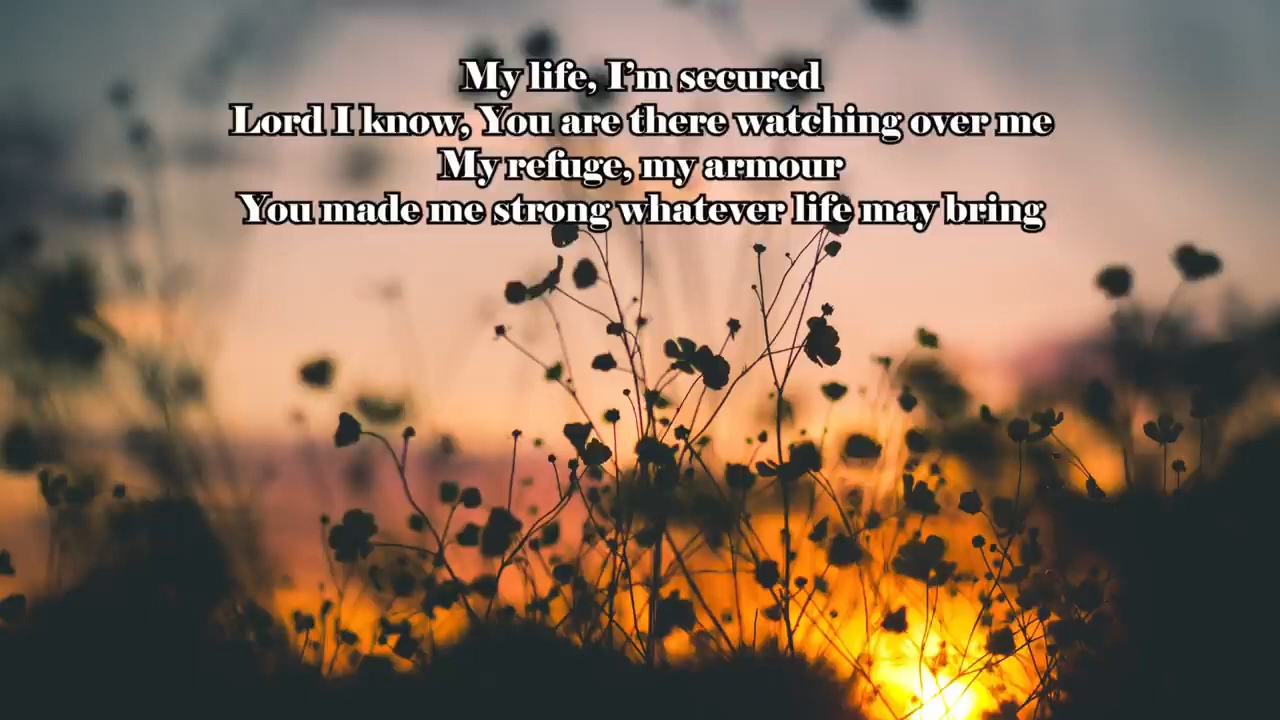 My life, I'm secured
Lord I know, You are there watching over me
My refuge, my armour
You made me strong whatever life may bring